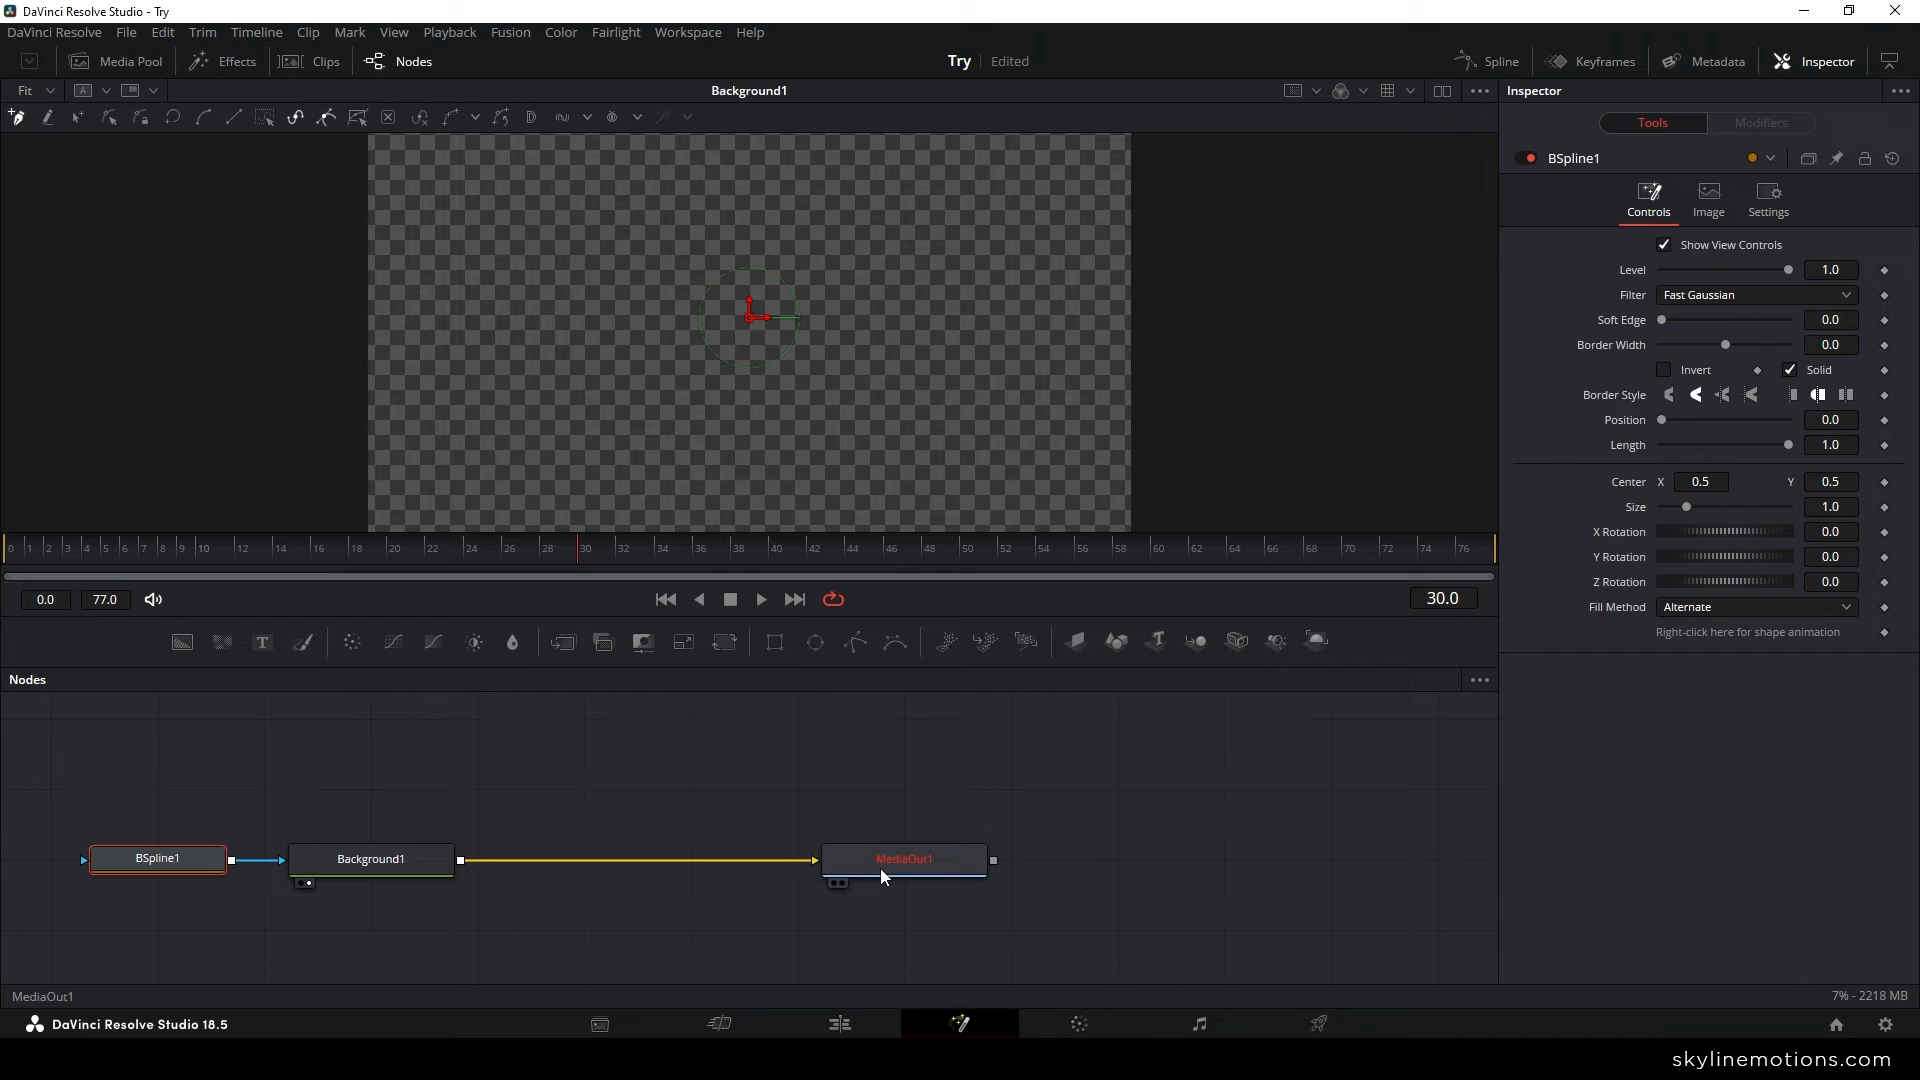 DaVinci Resolve Studio - Try
DaVinci Resolve File Edit Trim Timeline Clip Mark View Playback Fusion Color Fairlight Workspace Help
Media Pool Effects Clips Nodes Try Edited Spline Keyframes Metadata Inspector
Fit A Background1 Inspector
Tools Modifiers
BSpline1
Controls Image Settings
Show View Controls
Level 1.0
Filter Fast Gaussian
Soft Edge 0.0
Border Width 0.0
Invert Solid
Border Style
Position 0.0
Length 1.0
Center X 0.5 Y 0.5
Size 1.0
X Rotation 0.0
Y Rotation 0.0
Z Rotation 0.0
Fill Method Alternate
Right-click here for shape animation
0 1 2 3 4 5 6 7 8 9 10 12 14 16 18 20 22 24 26 28 30 32 34 36 38 40 42 44 46 48 50 52 54 56 58 60 62 64 66 68 70 72 74 76
0.0 77.0 30.0
T
Nodes
BSpline1 Background1 MediaOut1
MediaOut1 7% - 2218 MB
DaVinci Resolve Studio 18.5
skylinemotions.com